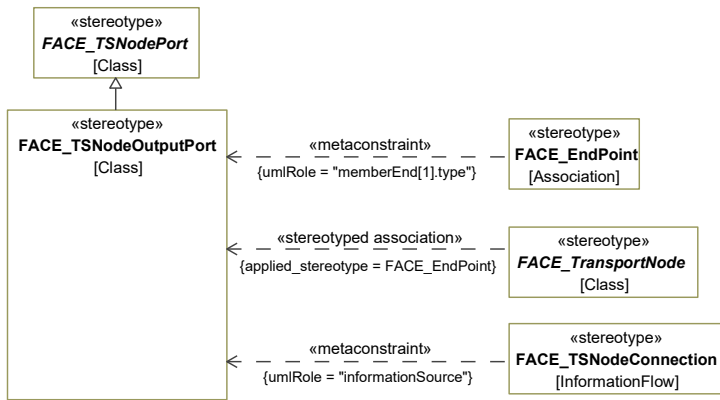 «stereotype»
FACE_TSNodePort
[Class]
«stereotype»
FACE_TSNodeOutputPort
[Class]
«metaconstraint»
{umlRole = "memberEnd[1].type"}
«stereotype»
FACE_EndPoint
[Association]
«stereotyped association»
{applied_stereotype = FACE_EndPoint}
«stereotype»
FACE_TransportNode
[Class]
«metaconstraint»
{umlRole = "informationSource"}
«stereotype»
FACE_TSNodeConnection
[InformationFlow]